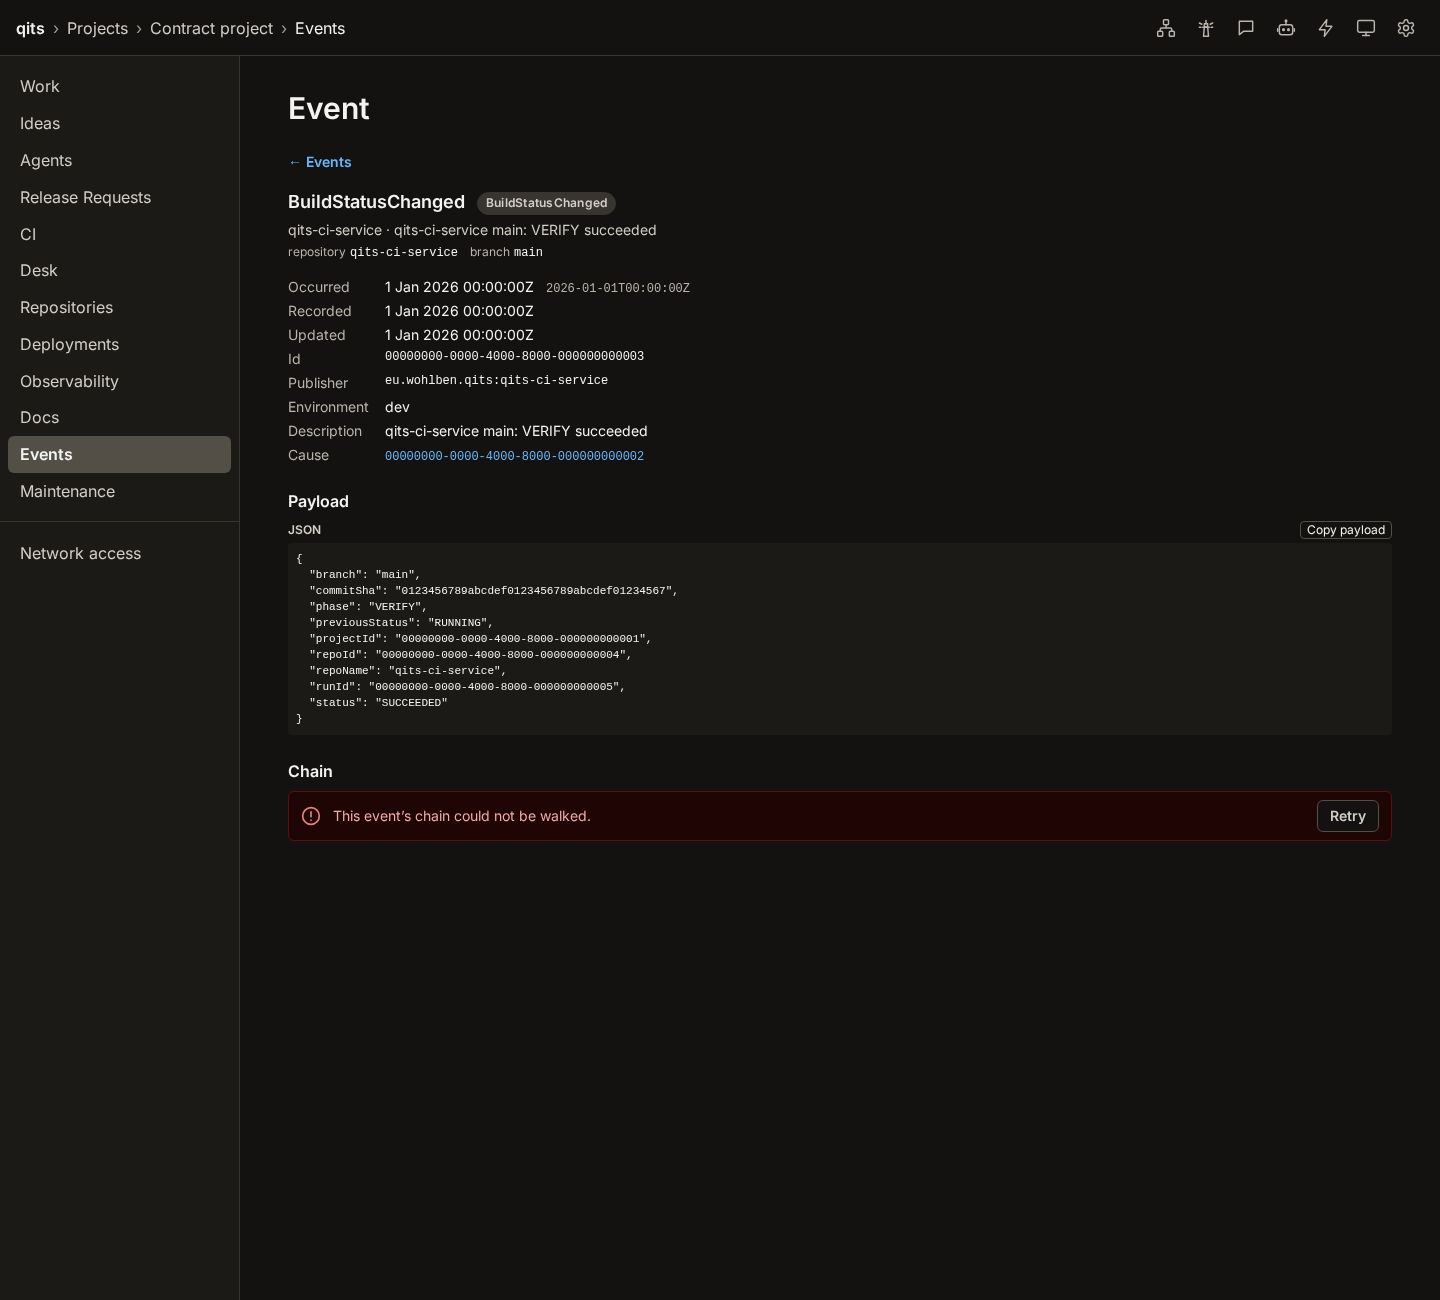 qits › Projects › Contract project › Events
Work
Ideas
Agents
Release Requests
CI
Desk
Repositories
Deployments
Observability
Docs
Events
Maintenance
Network access
Event
← Events
BuildStatusChanged BuildStatusChanged
qits-ci-service · qits-ci-service main: VERIFY succeeded
repository qits-ci-service branch main
Occurred 1 Jan 2026 00:00:00Z 2026-01-01T00:00:00Z
Recorded 1 Jan 2026 00:00:00Z
Updated 1 Jan 2026 00:00:00Z
Id 00000000-0000-4000-8000-000000000003
Publisher eu.wohlben.qits:qits-ci-service
Environment dev
Description qits-ci-service main: VERIFY succeeded
Cause 00000000-0000-4000-8000-000000000002
Payload
JSON Copy payload
{
"branch": "main",
"commitSha": "0123456789abcdef0123456789abcdef01234567",
"phase": "VERIFY",
"previousStatus": "RUNNING",
"projectId": "00000000-0000-4000-8000-000000000001",
"repoId": "00000000-0000-4000-8000-000000000004",
"repoName": "qits-ci-service",
"runId": "00000000-0000-4000-8000-000000000005",
"status": "SUCCEEDED"
}
Chain
This event’s chain could not be walked. Retry